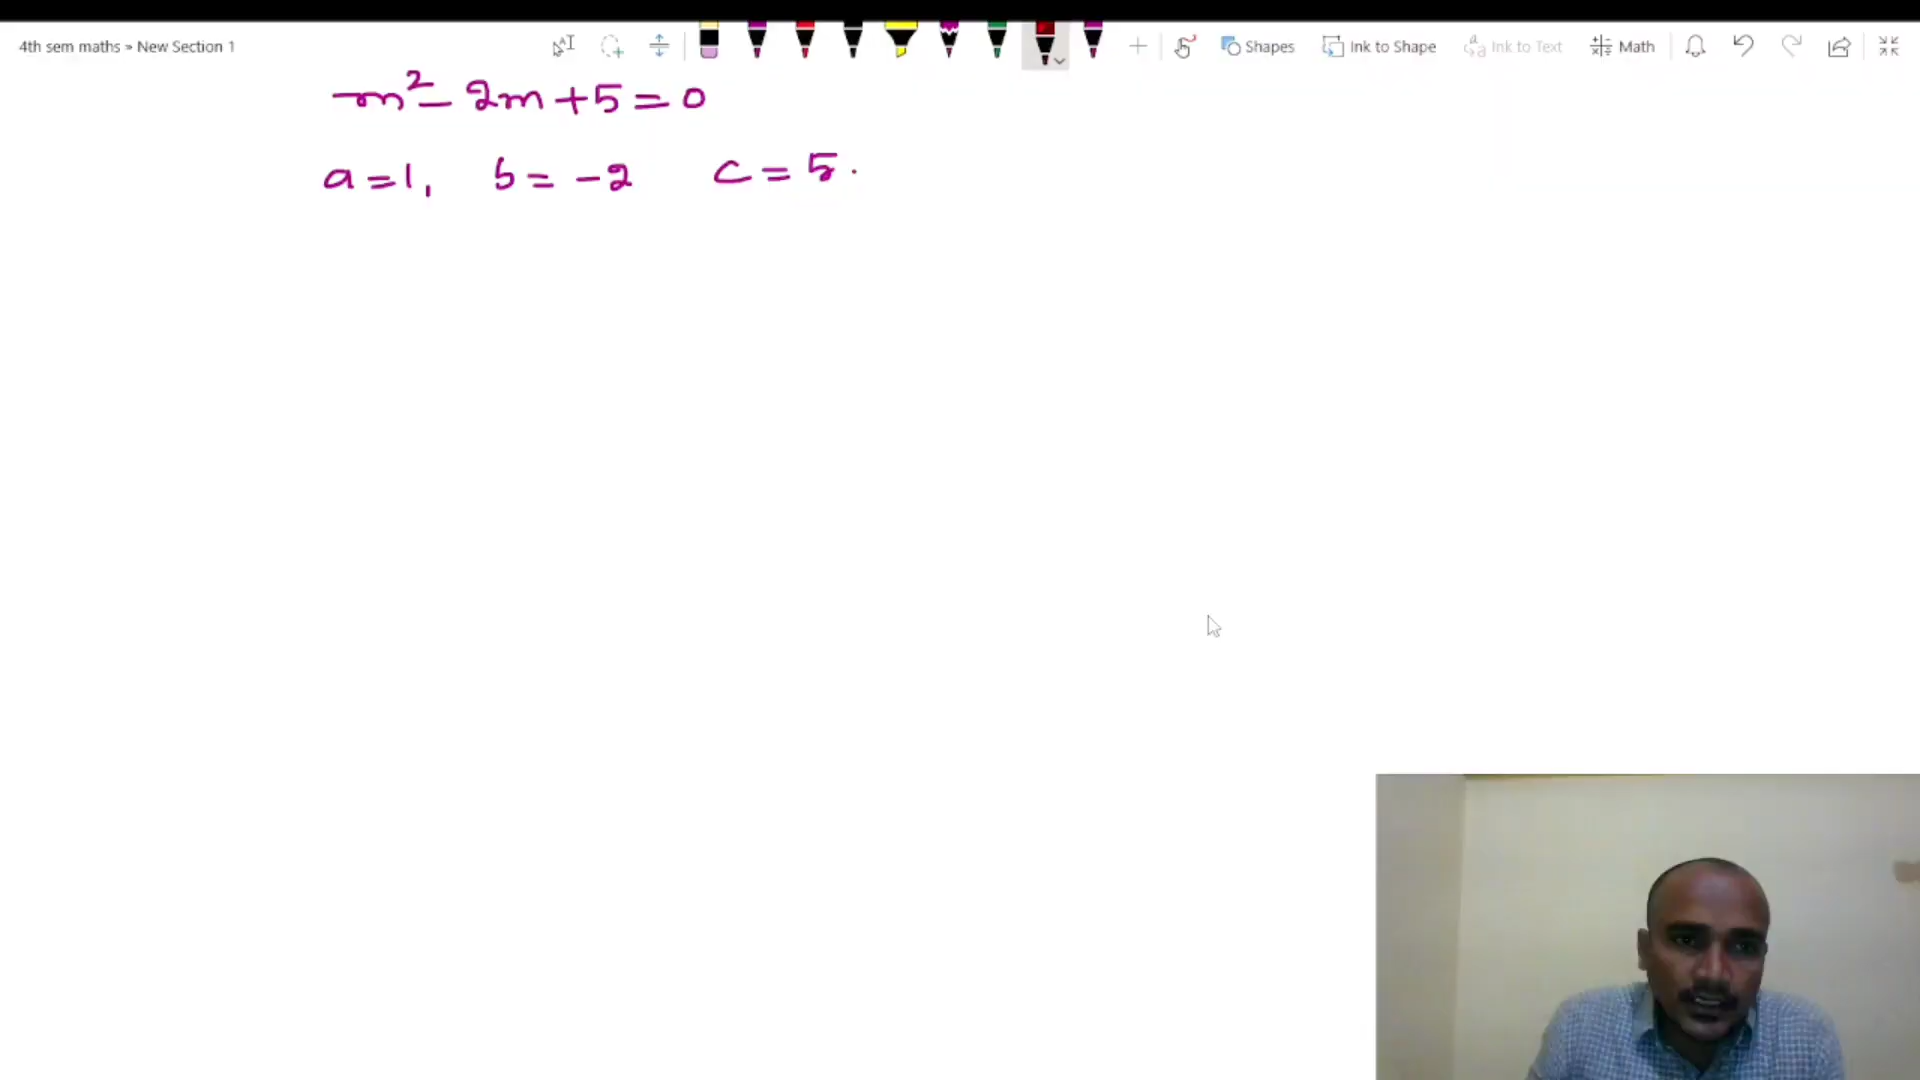 4th sem maths » New Section 1
Shapes Ink to Shape Ink to Text Math
m² - 2m + 5 = 0
a = 1, b = -2 c = 5 .